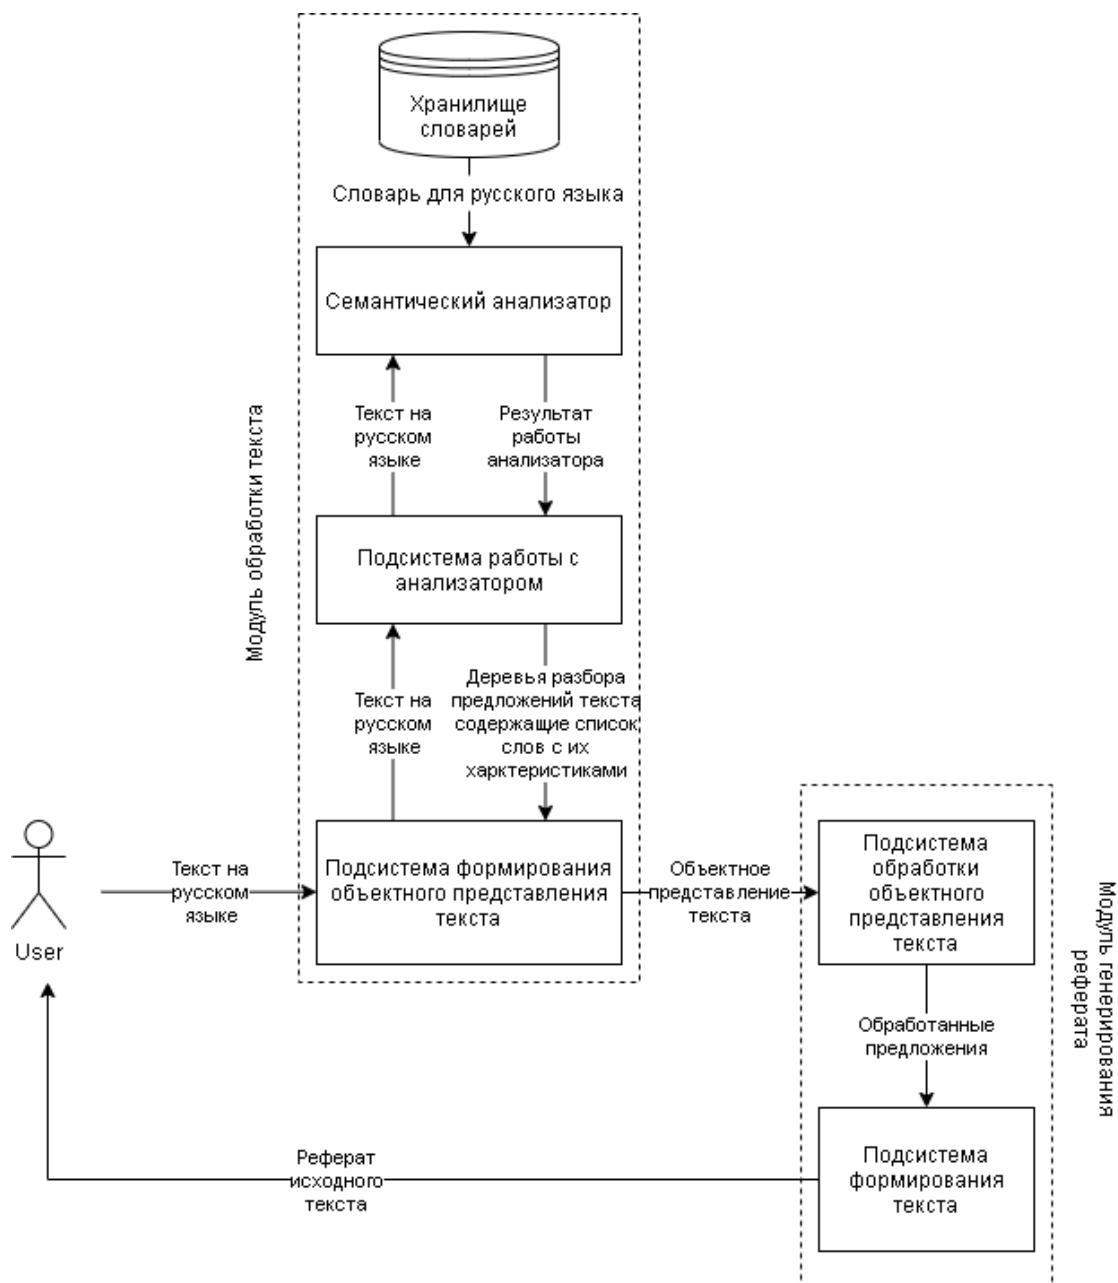 Хранилище
словарей
Словарь для русского языка
Семантический анализатор
Текст на
русском
языке
Результат
работы
анализатора
Модуль обработки текста
Подсистема работы с
анализатором
Текст на
русском
языке
Деревья разбора
предложений текста
содержащие список
слов с их
харктеристиками
User
Текст на
русском
языке
Подсистема формирования
объектного представления
текста
Объектное
представление
текста
Подсистема
обработки
объектного
представления
текста
Модуль генерирования
реферата
Обработанные
предложения
Подсистема
формирования
текста
Реферат
исходного
текста